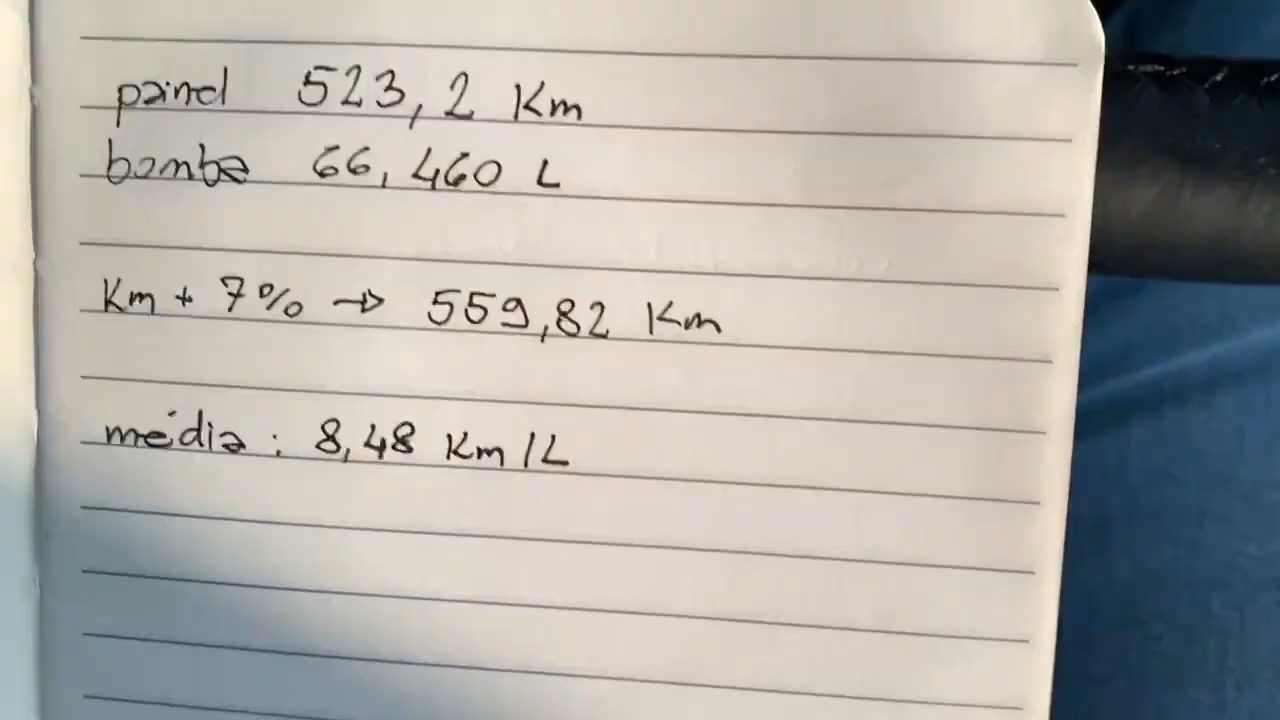 painel 523,2 Km
bomba 66,460 L
Km + 7% → 559,82 Km
média : 8,48 Km/L